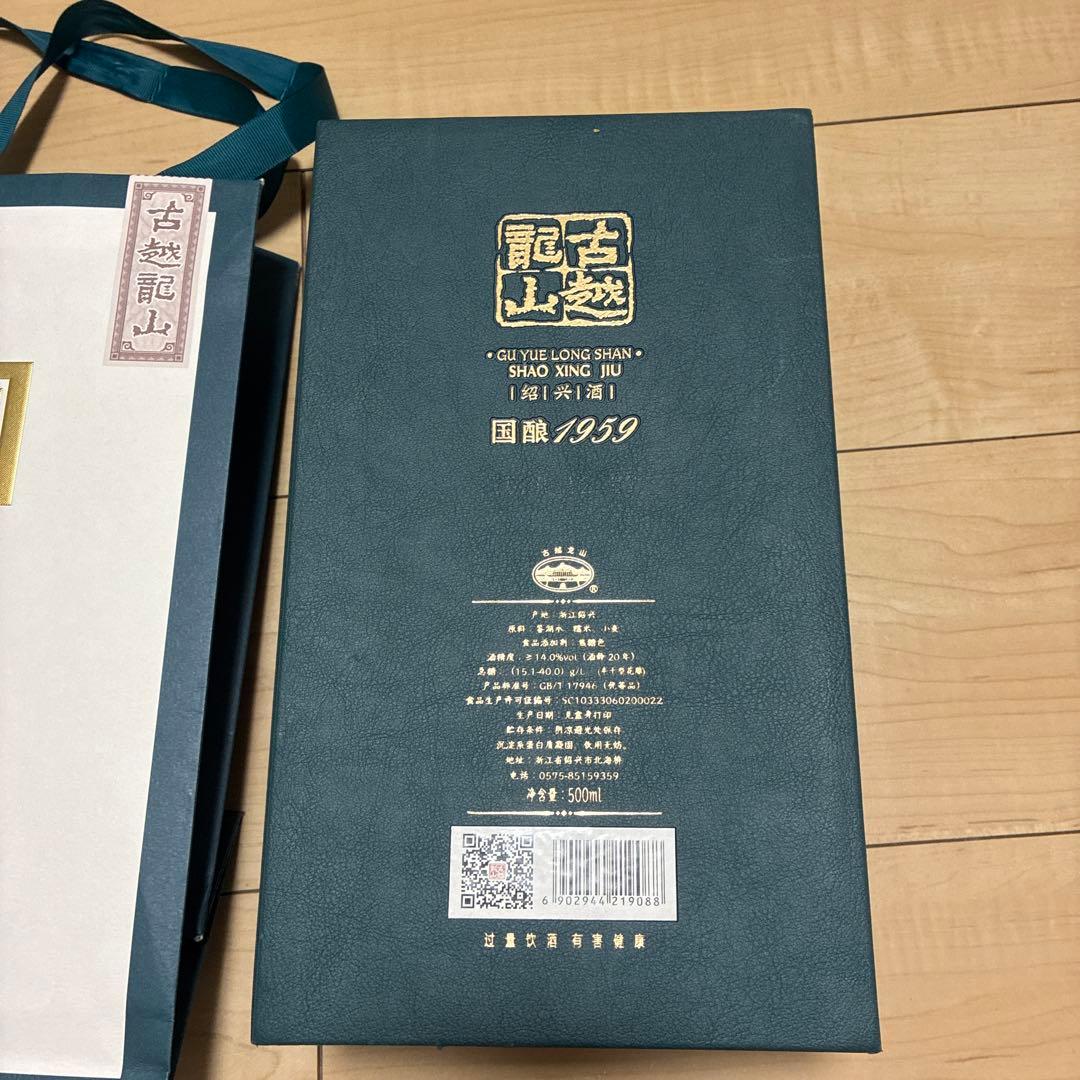 古越龍山
古越
龍山
• GU YUE LONG SHAN •
SHAO XING JIU
|绍|兴|酒|
国酿1959
古越龙山
®
产地：浙江绍兴
原料：鉴湖水、糯米、小麦
食品添加剂：焦糖色
酒精度：≥14.0%vol（酒龄20年）
总糖：（15.1-40.0）g/L （半干型花雕）
产品标准号：GB/T 17946（优等品）
食品生产许可证编号：SC10333060200022
生产日期：见盒身打印
贮存条件：阴凉避光处保存
沉淀系蛋白质凝固，饮用无妨。
地址：浙江省绍兴市北海桥
电话：0575-85159359
净含量：500ml
6 902944 219088
过量饮酒 有害健康